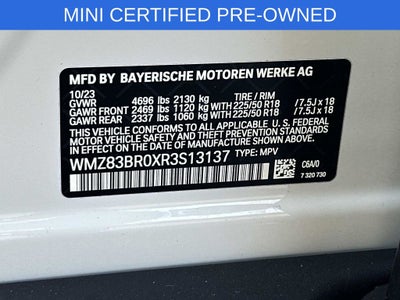 MINI CERTIFIED PRE-OWNED
MFD BY BAYERISCHE MOTOREN WERKE AG
10/23 TIRE / RIM
GVWR 4696 lbs 2130 kg
GAWR FRONT 2469 lbs 1120 kg 225/50 R18 / 7.5J x 18
GAWR REAR 2337 lbs 1060 kg 225/50 R18 / 7.5J x 18
THIS VEHICLE CONFORMS TO ALL APPLICABLE U.S. FEDERAL
MOTOR VEHICLE SAFETY, BUMPER, AND THEFT PREVENTION
STANDARDS IN EFFECT ON THE DATE OF
MANUFACTURE SHOWN ABOVE.
WMZ83BR0XR3S13137 TYPE: MPV
C6A/0
7 320 730